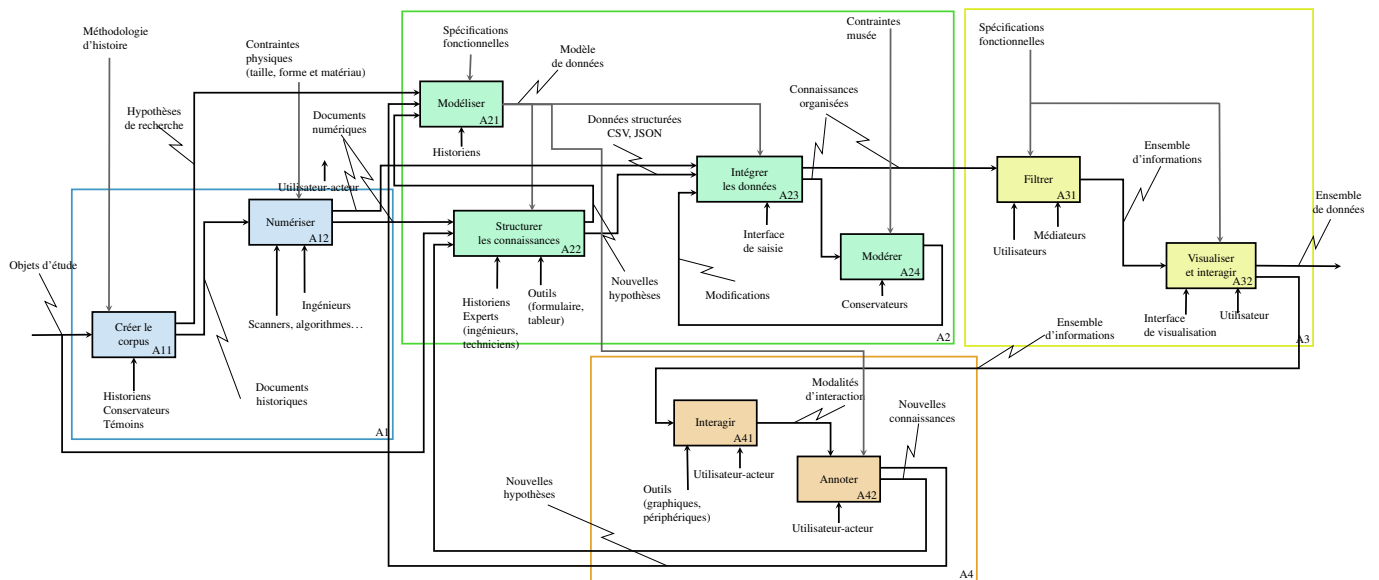 Méthodologie
d'histoire
Hypothèses
de recherche
Contraintes
physiques
(taille, forme et matériau)
Documents
numériques
Utilisateur-acteur
Numériser
A12
Ingénieurs
Scanners, algorithmes…
Objets d'étude
Créer le
corpus
A11
Historiens
Conservateurs
Témoins
Documents
historiques
A1
Spécifications
fonctionnelles
Modèle
de données
Modéliser
A21
Historiens
Données structurées
CSV, JSON
Structurer
les connaissances
A22
Historiens
Experts
(ingénieurs,
techniciens)
Outils
(formulaire,
tableur)
Nouvelles
hypothèses
Contraintes
musée
Connaissances
organisées
Intégrer
les données
A23
Interface
de saisie
Modérer
A24
Conservateurs
Modifications
A2
Spécifications
fonctionnelles
Filtrer
A31
Utilisateurs
Médiateurs
Ensemble
d'informations
Ensemble
de données
Visualiser
et interagir
A32
Interface
de visualisation
Utilisateur
A3
Ensemble
d'informations
Modalités
d'interaction
Nouvelles
connaissances
Interagir
A41
Utilisateur-acteur
Outils
(graphiques,
périphériques)
Annoter
A42
Utilisateur-acteur
Nouvelles
hypothèses
A4